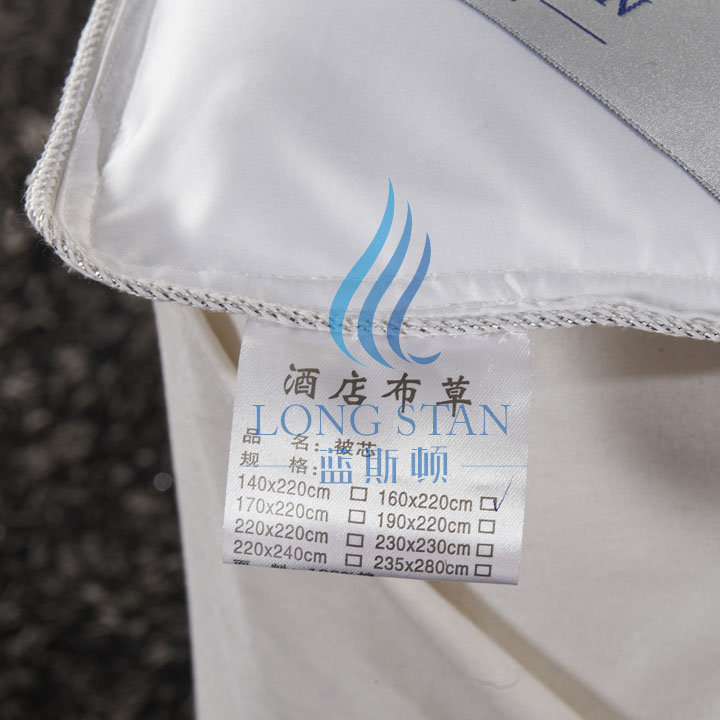 酒店布草
LONG STAN
品 名：被芯
蓝斯顿
规 格：
140x220cm □ 160x220cm □
170x220cm □ 190x220cm □
220x220cm □ 230x230cm □
220x240cm □ 235x280cm □